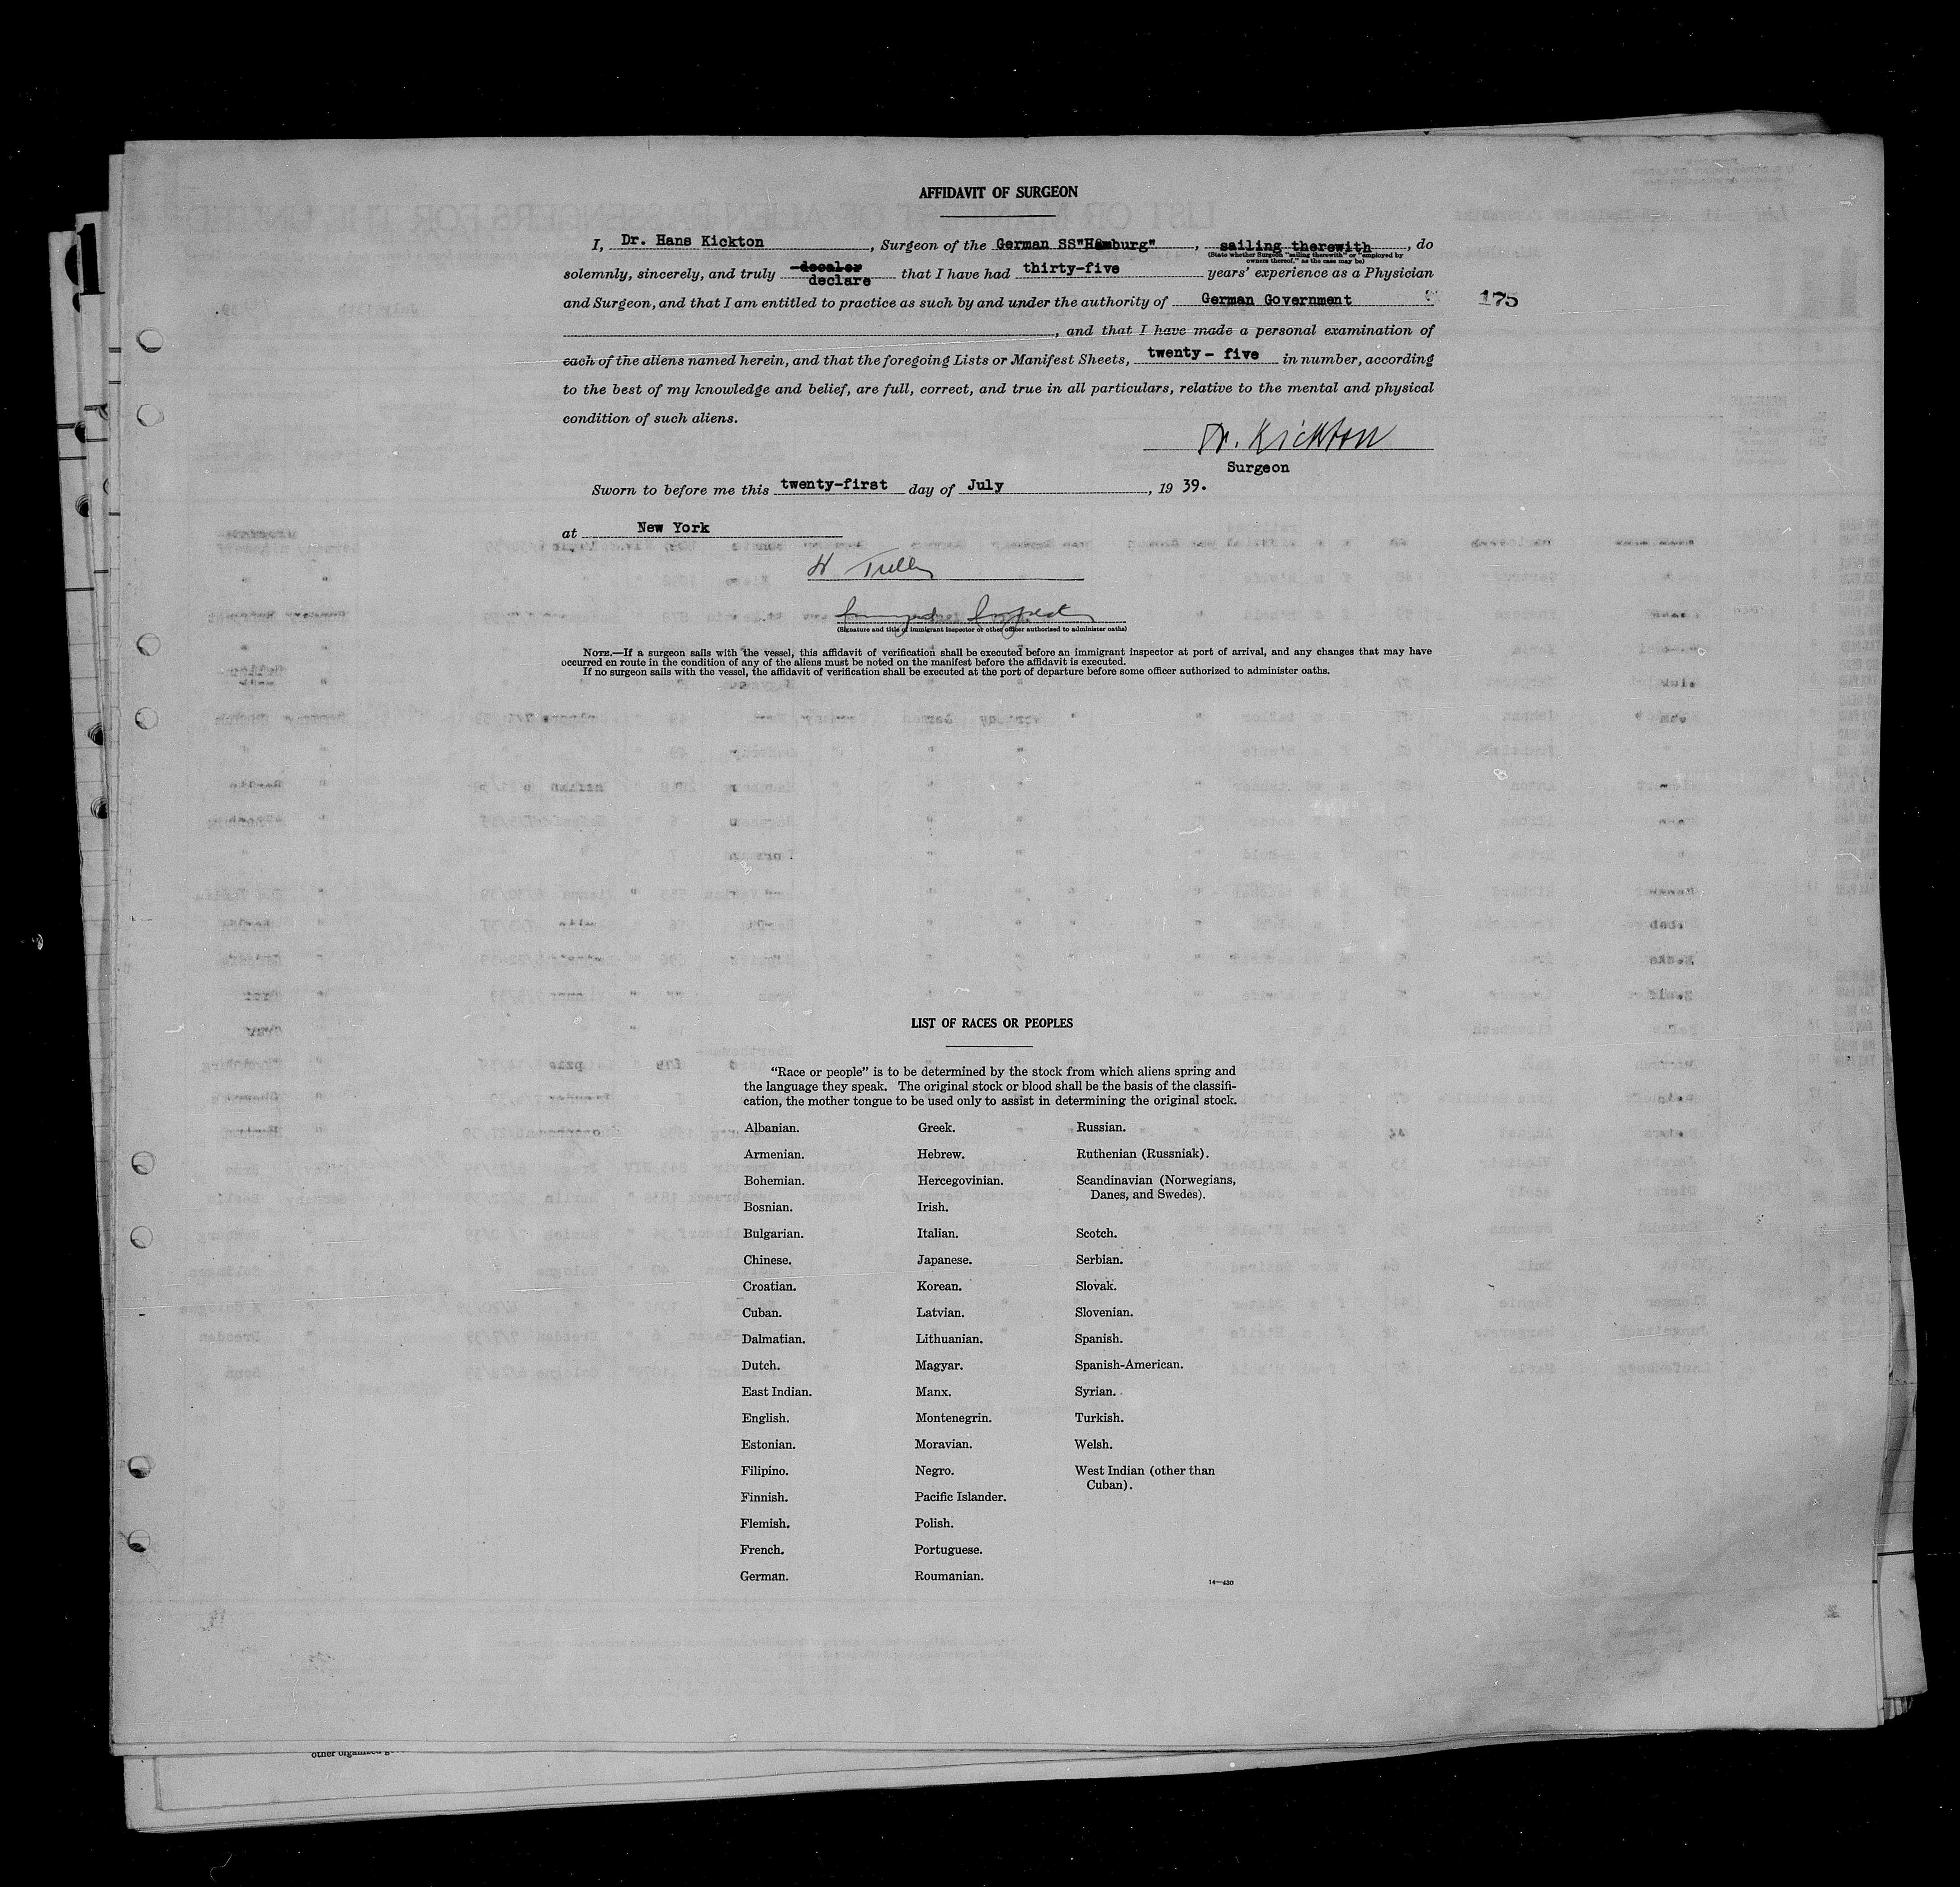 AFFIDAVIT OF SURGEON
I, Dr. Hans Kickton, Surgeon of the German SS"Hamburg", sailing therewith, do
(State whether Surgeon "sailing therewith" or "employed by
owners thereof," as the case may be)
solemnly, sincerely, and truly decaler declare that I have had thirty-five years' experience as a Physician
and Surgeon, and that I am entitled to practice as such by and under the authority of German Government
175
, and that I have made a personal examination of
each of the aliens named herein, and that the foregoing Lists or Manifest Sheets, twenty- five in number, according
to the best of my knowledge and belief, are full, correct, and true in all particulars, relative to the mental and physical
condition of such aliens.
Dr. Kickton
Surgeon
Sworn to before me this twenty-first day of July, 19 39.
at New York
(Signature and title of immigrant inspector or other officer authorized to administer oaths)
NOTE.—If a surgeon sails with the vessel, this affidavit of verification shall be executed before an immigrant inspector at port of arrival, and any changes that may have
occurred en route in the condition of any of the aliens must be noted on the manifest before the affidavit is executed.
If no surgeon sails with the vessel, the affidavit of verification shall be executed at the port of departure before some officer authorized to administer oaths.
LIST OF RACES OR PEOPLES
"Race or people" is to be determined by the stock from which aliens spring and
the language they speak. The original stock or blood shall be the basis of the classifi-
cation, the mother tongue to be used only to assist in determining the original stock.
Albanian.
Armenian.
Bohemian.
Bosnian.
Bulgarian.
Chinese.
Croatian.
Cuban.
Dalmatian.
Dutch.
East Indian.
English.
Estonian.
Filipino.
Finnish.
Flemish.
French.
German.
Greek.
Hebrew.
Hercegovinian.
Irish.
Italian.
Japanese.
Korean.
Latvian.
Lithuanian.
Magyar.
Manx.
Montenegrin.
Moravian.
Negro.
Pacific Islander.
Polish.
Portuguese.
Roumanian.
Russian.
Ruthenian (Russniak).
Scandinavian (Norwegians,
Danes, and Swedes).
Scotch.
Serbian.
Slovak.
Slovenian.
Spanish.
Spanish-American.
Syrian.
Turkish.
Welsh.
West Indian (other than
Cuban).
14—430